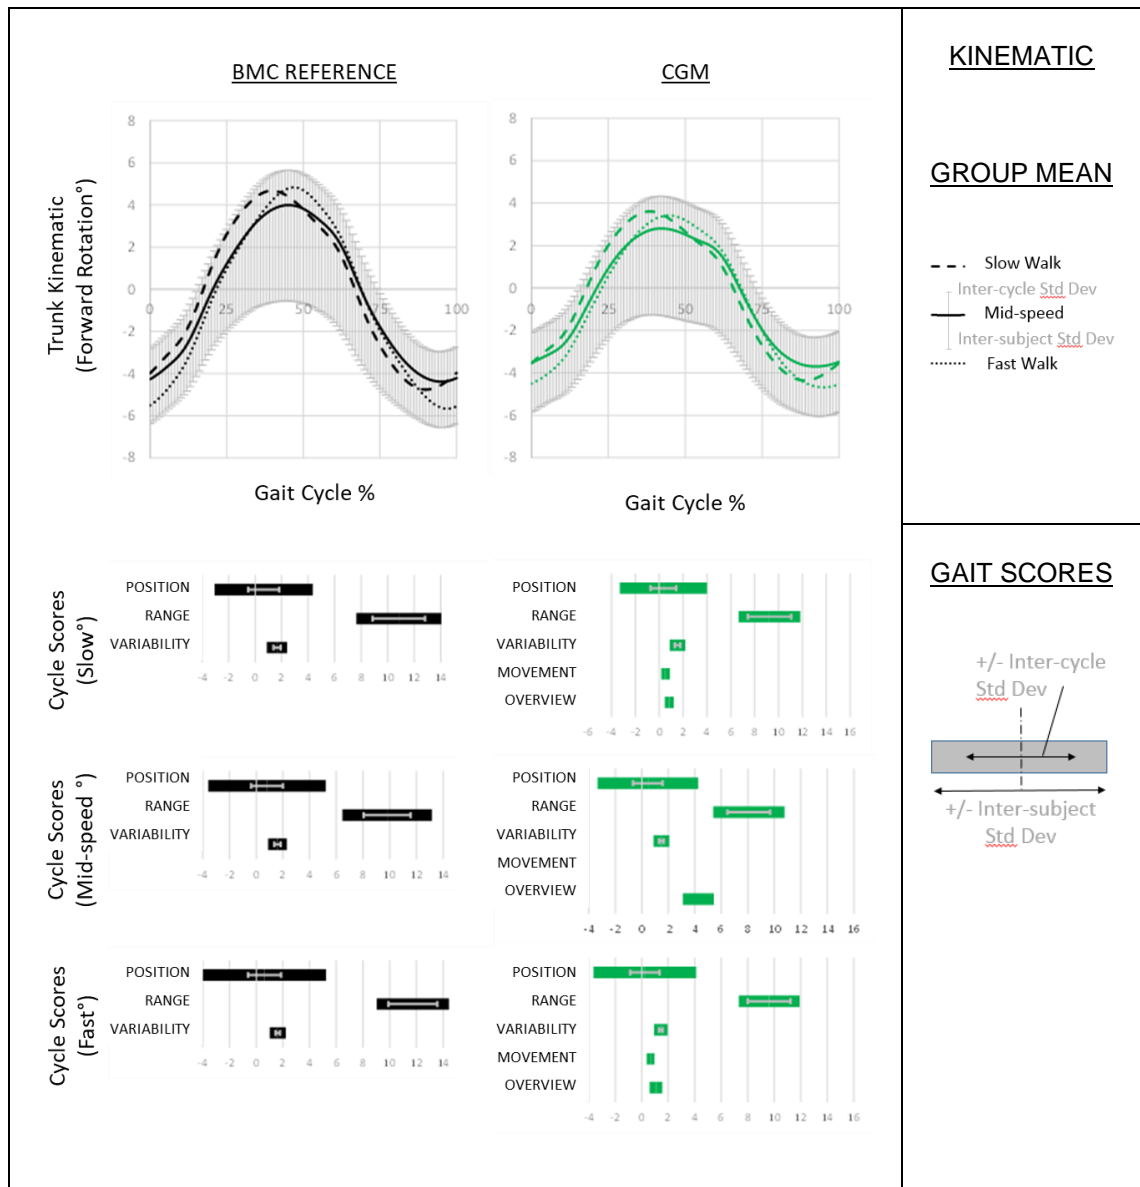 BMC REFERENCE
CGM
Trunk Kinematic
(Forward Rotation°)
8
6
4
2
0
-2
-4
-6
-8
0
25
50
75
100
Gait Cycle %
8
6
4
2
0
-2
-4
-6
-8
0
25
50
75
100
Gait Cycle %
Cycle Scores
(Slow°)
POSITION
RANGE
VARIABILITY
-4 -2 0 2 4 6 8 10 12 14
POSITION
RANGE
VARIABILITY
MOVEMENT
OVERVIEW
-6 -4 -2 0 2 4 6 8 10 12 14 16
Cycle Scores
(Mid-speed °)
POSITION
RANGE
VARIABILITY
-4 -2 0 2 4 6 8 10 12 14
POSITION
RANGE
VARIABILITY
MOVEMENT
OVERVIEW
-4 -2 0 2 4 6 8 10 12 14 16
Cycle Scores
(Fast°)
POSITION
RANGE
VARIABILITY
-4 -2 0 2 4 6 8 10 12 14
POSITION
RANGE
VARIABILITY
MOVEMENT
OVERVIEW
-4 -2 0 2 4 6 8 10 12 14 16
KINEMATIC
GROUP MEAN
Slow Walk
Inter-cycle Std Dev
Mid-speed
Inter-subject Std Dev
Fast Walk
GAIT SCORES
+/- Inter-cycle
Std Dev
+/- Inter-subject
Std Dev